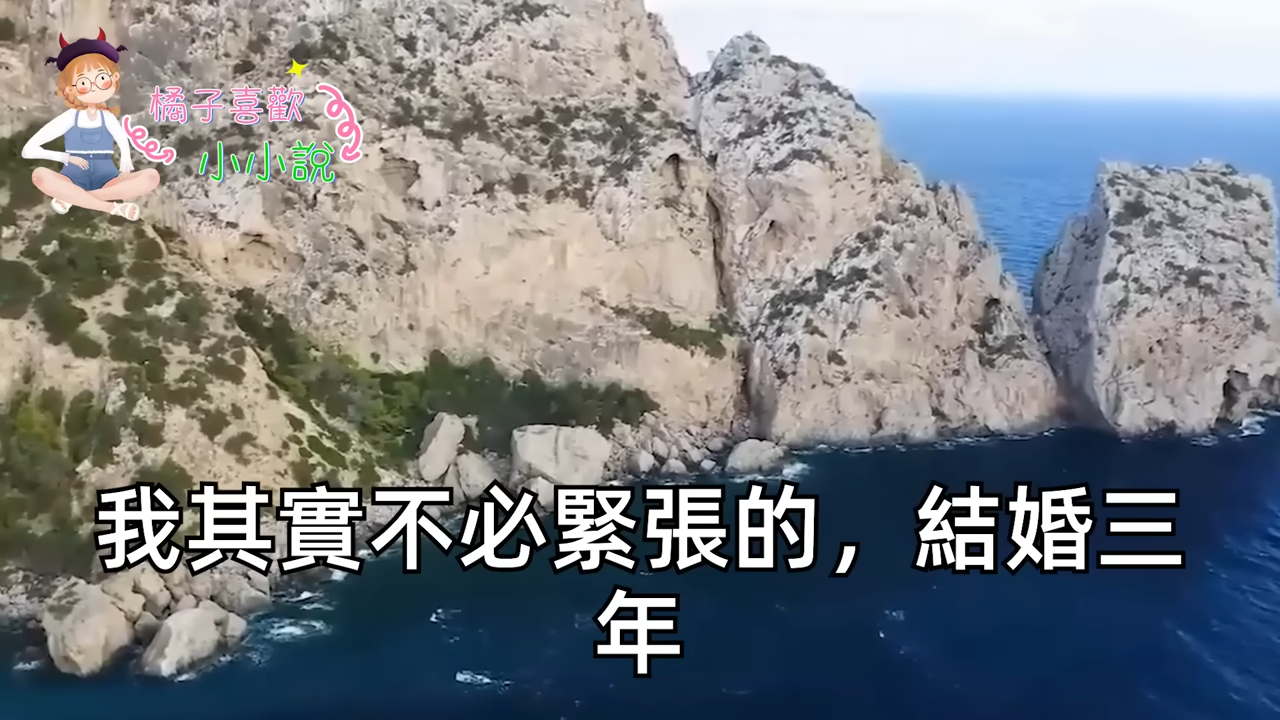 橘子喜歡
小小說
我其實不必緊張的，結婚三
年